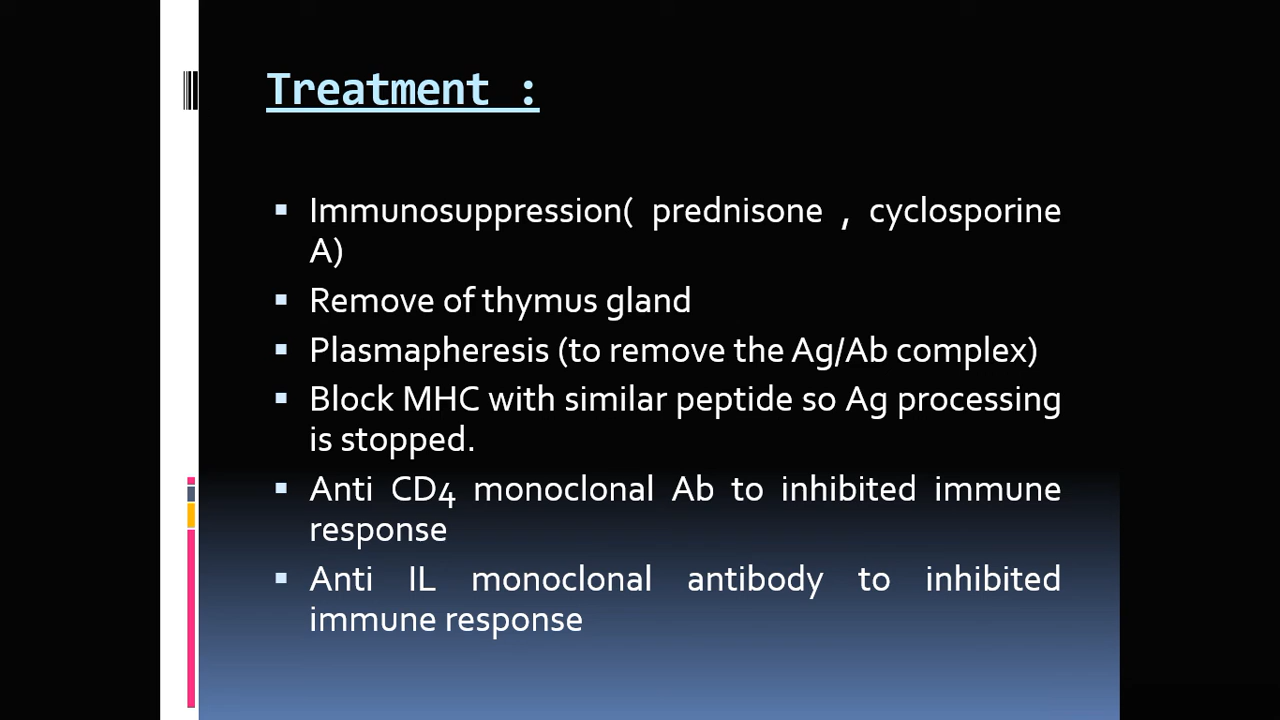 Treatment :
Immunosuppression( prednisone , cyclosporine
A)
Remove of thymus gland
Plasmapheresis (to remove the Ag/Ab complex)
Block MHC with similar peptide so Ag processing
is stopped.
Anti CD4 monoclonal Ab to inhibited immune
response
Anti IL monoclonal antibody to inhibited
immune response